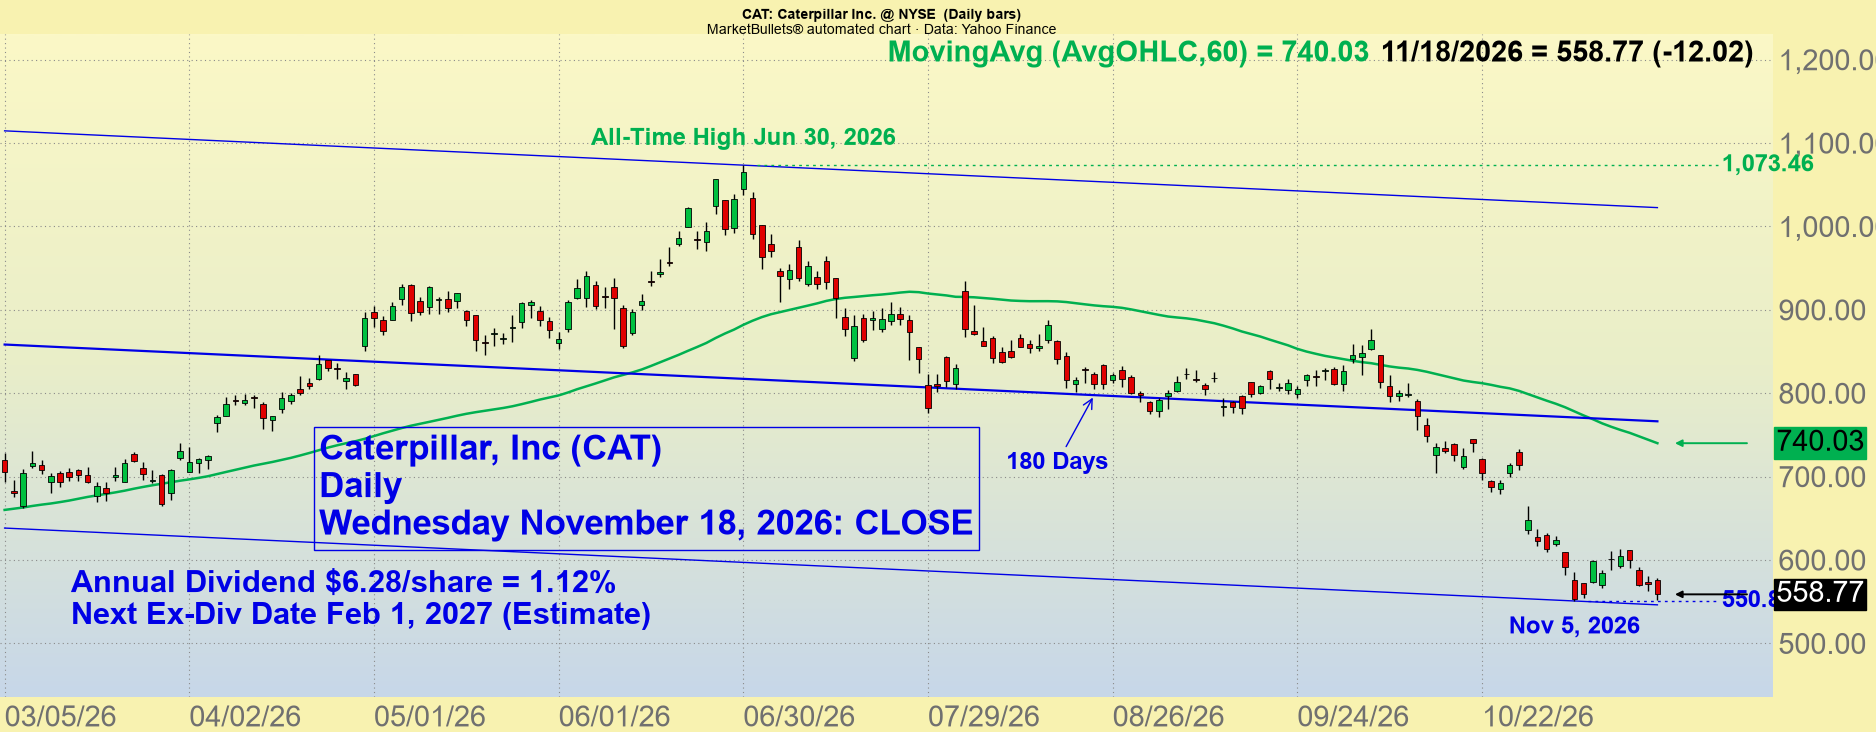 CAT: Caterpillar Inc. @ NYSE (Daily bars)
MarketBullets® automated chart · Data: Yahoo Finance
MovingAvg (AvgOHLC,60) = 740.03 11/18/2026 = 558.77 (-12.02)
1,200.0
All-Time High Jun 30, 2026
1,100.0
1,073.46
1,000.0
900.00
800.00
740.03
Caterpillar, Inc (CAT)
180 Days
Daily
700.00
Wednesday November 18, 2026: CLOSE
600.00
Annual Dividend $6.28/share = 1.12%
558.77
Next Ex-Div Date Feb 1, 2027 (Estimate)
Nov 5, 2026
500.00
03/05/26 04/02/26 05/01/26 06/01/26 06/30/26 07/29/26 08/26/26 09/24/26 10/22/26